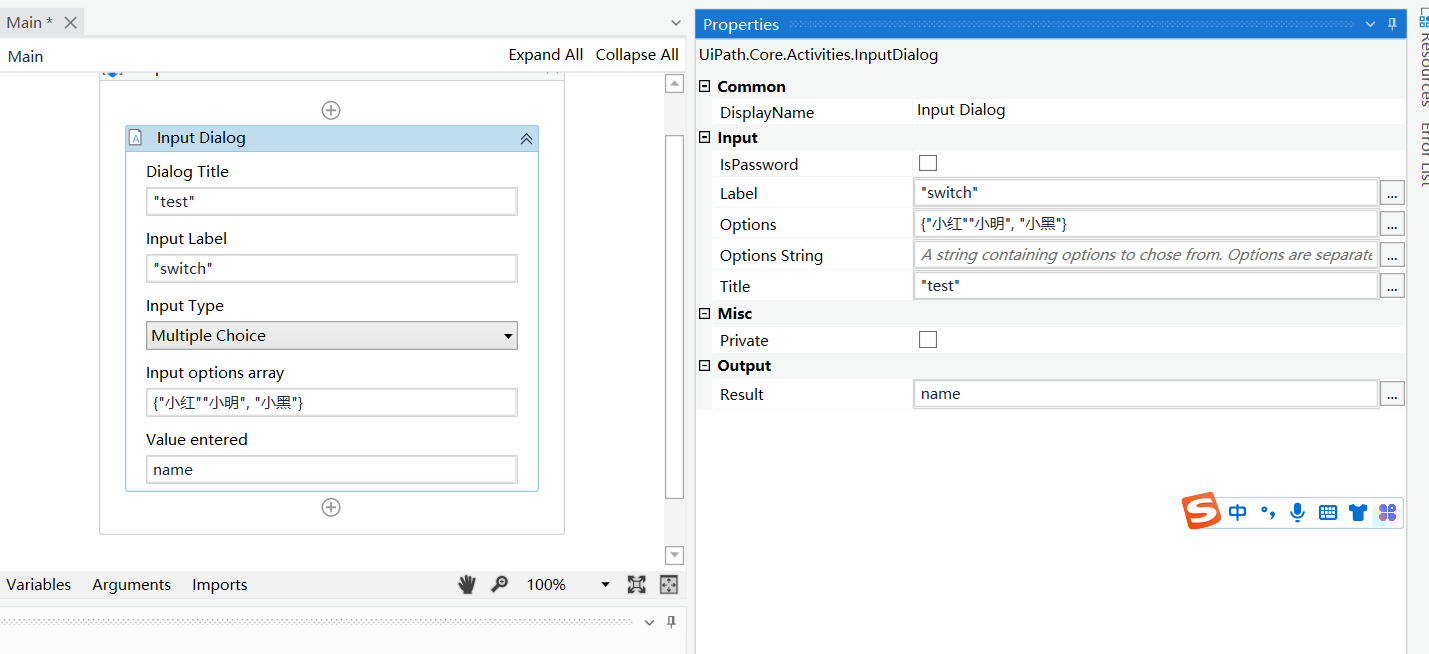 Main *
Main
Expand All
Collapse All
Input Dialog
Dialog Title
"test"
Input Label
"switch"
Input Type
Multiple Choice
Input options array
{"小红""小明", "小黑"}
Value entered
name
Variables
Arguments
Imports
100%
Properties
UiPath.Core.Activities.InputDialog
Common
DisplayName
Input Dialog
Input
IsPassword
Label
"switch"
...
Options
{"小红""小明", "小黑"}
...
Options String
A string containing options to chose from. Options are separate
...
Title
"test"
...
Misc
Private
Output
Result
name
...
中
Resources
Error List